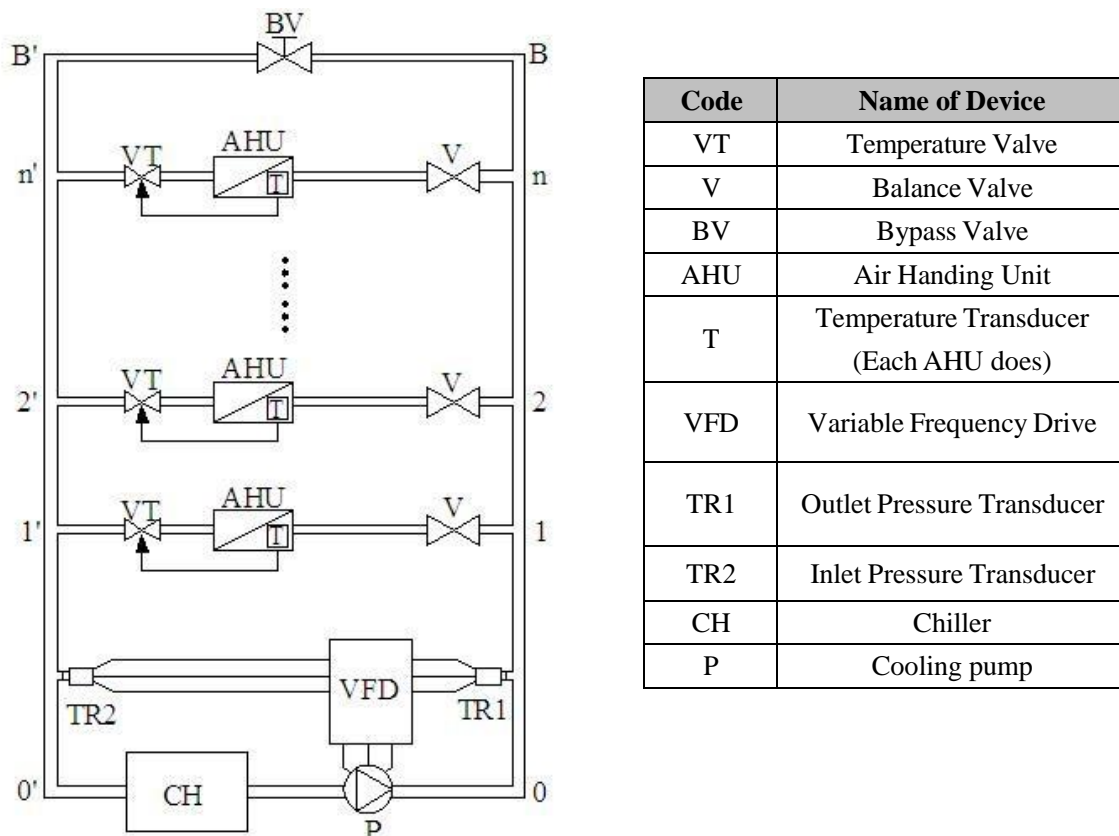 BV
B'
B
VT
AHU
V
n'
T
n
VT
AHU
V
2'
T
2
VT
AHU
V
1'
T
1
VFD
TR2
TR1
0'
CH
0
P
Code Name of Device
VT Temperature Valve
V Balance Valve
BV Bypass Valve
AHU Air Handing Unit
T Temperature Transducer
(Each AHU does)
VFD Variable Frequency Drive
TR1 Outlet Pressure Transducer
TR2 Inlet Pressure Transducer
CH Chiller
P Cooling pump